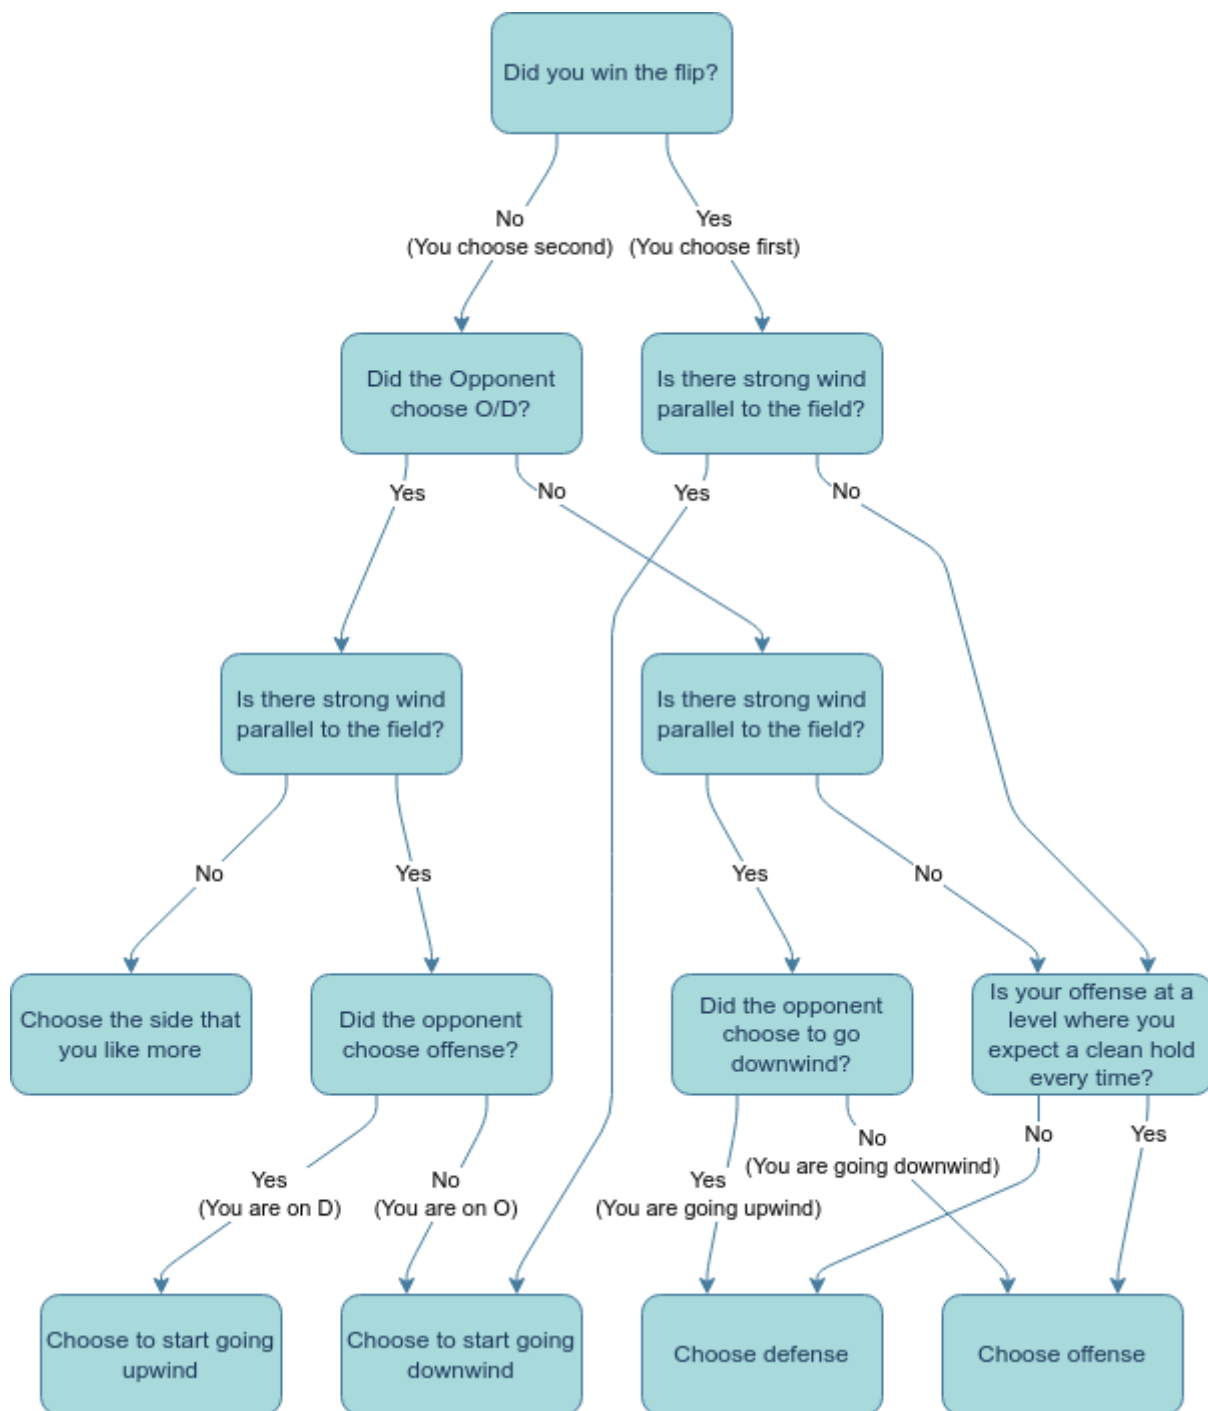 Did you win the flip?
No
(You choose second)
Yes
(You choose first)
Did the Opponent
choose O/D?
Is there strong wind
parallel to the field?
Yes
No
Yes
No
Is there strong wind
parallel to the field?
Is there strong wind
parallel to the field?
No
Yes
Yes
No
Choose the side that
you like more
Did the opponent
choose offense?
Did the opponent
choose to go
downwind?
Is your offense at a
level where you
expect a clean hold
every time?
Yes
(You are on D)
No
(You are on O)
Yes
(You are going upwind)
No
(You are going downwind)
No
Yes
Choose to start going
upwind
Choose to start going
downwind
Choose defense
Choose offense